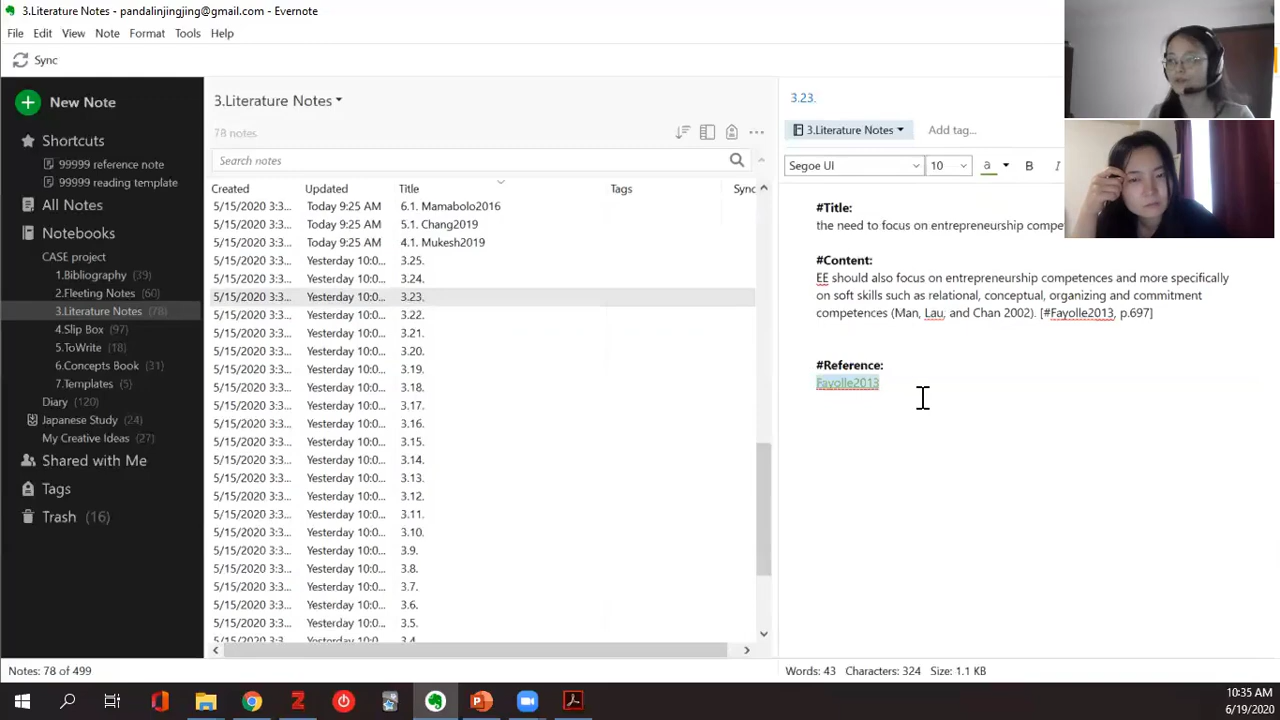 3.Literature Notes - pandalinjingjing@gmail.com - Evernote
File Edit View Note Format Tools Help
Sync
New Note
Shortcuts
99999 reference note
99999 reading template
All Notes
Notebooks
CASE project
1.Bibliography (39)
2.Fleeting Notes (60)
3.Literature Notes (78)
4.Slip Box (97)
5.ToWrite (18)
6.Concepts Book (31)
7.Templates (5)
Diary (120)
Japanese Study (24)
My Creative Ideas (27)
Shared with Me
Tags
Trash (16)
3.Literature Notes
78 notes
Search notes
Created Updated Title Tags Sync
5/15/2020 3:3... Today 9:25 AM 6.1. Mamabolo2016
5/15/2020 3:3... Today 9:25 AM 5.1. Chang2019
5/15/2020 3:3... Today 9:25 AM 4.1. Mukesh2019
5/15/2020 3:3... Yesterday 10:0... 3.25.
5/15/2020 3:3... Yesterday 10:0... 3.24.
5/15/2020 3:3... Yesterday 10:0... 3.23.
5/15/2020 3:3... Yesterday 10:0... 3.22.
5/15/2020 3:3... Yesterday 10:0... 3.21.
5/15/2020 3:3... Yesterday 10:0... 3.20.
5/15/2020 3:3... Yesterday 10:0... 3.19.
5/15/2020 3:3... Yesterday 10:0... 3.18.
5/15/2020 3:3... Yesterday 10:0... 3.17.
5/15/2020 3:3... Yesterday 10:0... 3.16.
5/15/2020 3:3... Yesterday 10:0... 3.15.
5/15/2020 3:3... Yesterday 10:0... 3.14.
5/15/2020 3:3... Yesterday 10:0... 3.13.
5/15/2020 3:3... Yesterday 10:0... 3.12.
5/15/2020 3:3... Yesterday 10:0... 3.11.
5/15/2020 3:3... Yesterday 10:0... 3.10.
5/15/2020 3:3... Yesterday 10:0... 3.9.
5/15/2020 3:3... Yesterday 10:0... 3.8.
5/15/2020 3:3... Yesterday 10:0... 3.7.
5/15/2020 3:3... Yesterday 10:0... 3.6.
5/15/2020 3:3... Yesterday 10:0... 3.5.
5/15/2020 3:3... Yesterday 10:0... 3.4.
3.23.
3.Literature Notes Add tag...
Segoe UI 10 a B I
#Title:
the need to focus on entrepreneurship compe
#Content:
EE should also focus on entrepreneurship competences and more specifically
on soft skills such as relational, conceptual, organizing and commitment
competences (Man, Lau, and Chan 2002). [#Fayolle2013, p.697]
#Reference:
Fayolle2013
Notes: 78 of 499
Words: 43 Characters: 324 Size: 1.1 KB
10:35 AM
6/19/2020